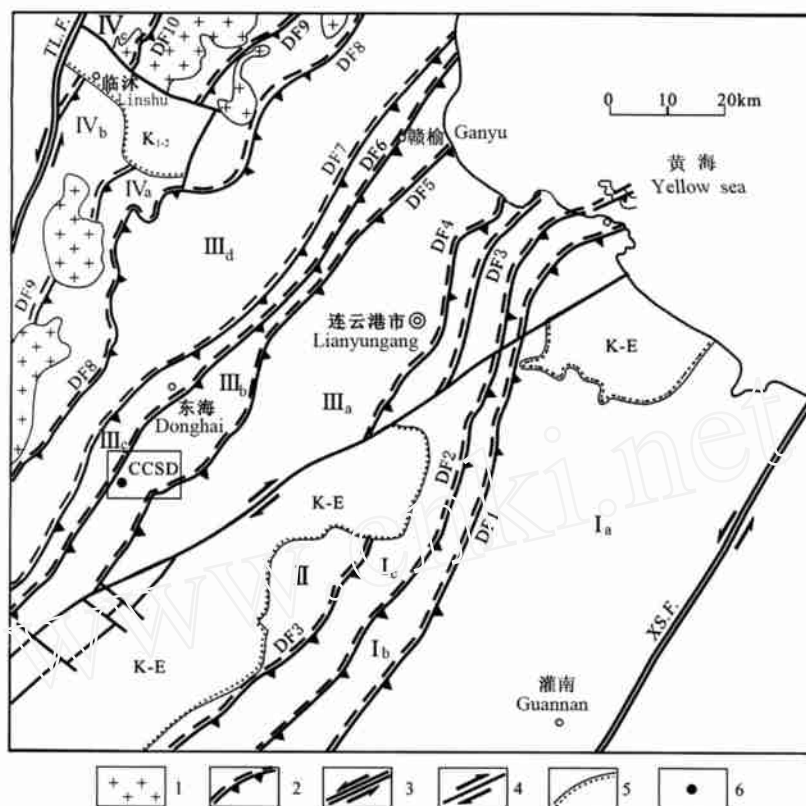 TL.F.
IV
DF10
DF9
DF8
临沭
Linshu
IVb
K1-2
IVa
DF7
DF6
赣榆 Ganyu
DF5
0 10 20km
黄海
Yellow sea
IIId
DF4
DF3
DF9
连云港市
Lianyungang
K-E
DF8
IIIb
东海
Donghai
IIIa
IIIc
CCSD
DF2
K-E
DF1
Ia
II
Ic
XS.F.
DF3
Ib
K-E
灌南
Guannan
www.cnki.net
1 2 3 4 5 6